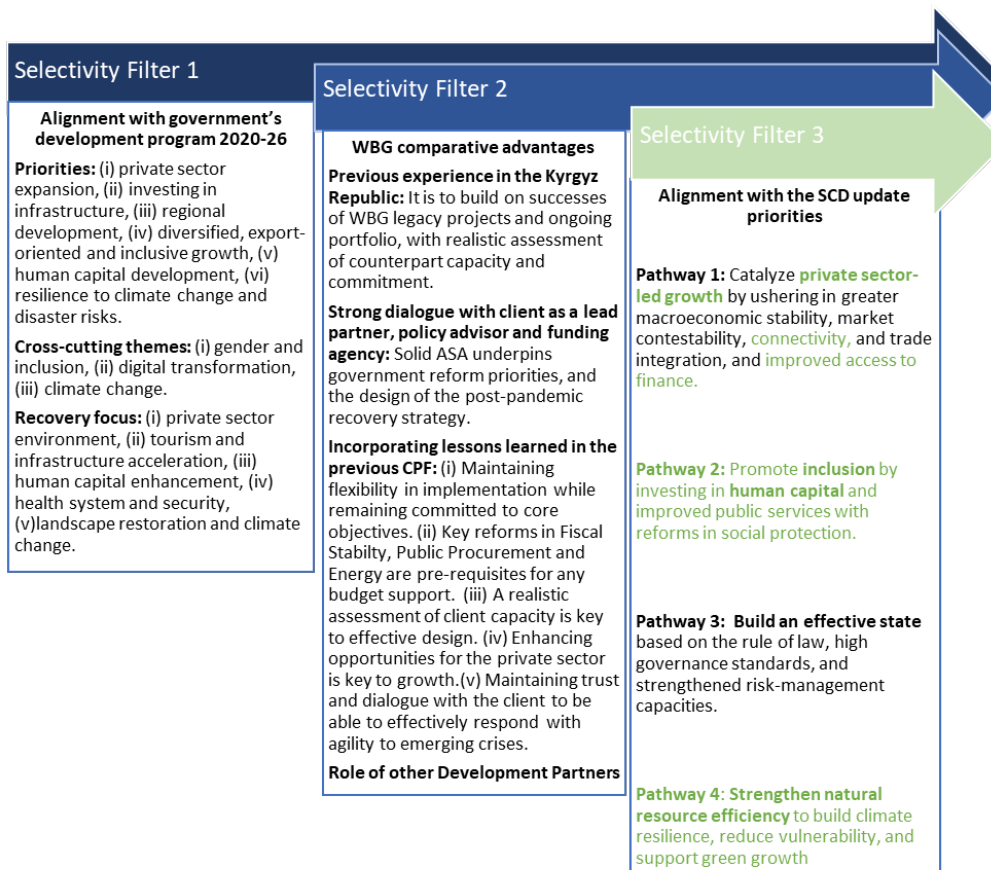 Selectivity Filter 1
Alignment with government's
development program 2020-26
Priorities: (i) private sector
expansion, (ii) investing in
infrastructure, (iii) regional
development, (iv) diversified, export-
oriented and inclusive growth, (v)
human capital development, (vi)
resilience to climate change and
disaster risks.
Cross-cutting themes: (i) gender and
inclusion, (ii) digital transformation,
(iii) climate change.
Recovery focus: (i) private sector
environment, (ii) tourism and
infrastructure acceleration, (iii)
human capital enhancement, (iv)
health system and security,
(v)landscape restoration and climate
change.
Selectivity Filter 2
WBG comparative advantages
Previous experience in the Kyrgyz
Republic: It is to build on successes
of WBG legacy projects and ongoing
portfolio, with realistic assessment
of counterpart capacity and
commitment.
Strong dialogue with client as a lead
partner, policy advisor and funding
agency: Solid ASA underpins
government reform priorities, and
the design of the post-pandemic
recovery strategy.
Incorporating lessons learned in the
previous CPF: (i) Maintaining
flexibility in implementation while
remaining committed to core
objectives. (ii) Key reforms in Fiscal
Stabilty, Public Procurement and
Energy are pre-requisites for any
budget support. (iii) A realistic
assessment of client capacity is key
to effective design. (iv) Enhancing
opportunities for the private sector
is key to growth.(v) Maintaining trust
and dialogue with the client to be
able to effectively respond with
agility to emerging crises.
Role of other Development Partners
Selectivity Filter 3
Alignment with the SCD update
priorities
Pathway 1: Catalyze private sector-
led growth by ushering in greater
macroeconomic stability, market
contestability, connectivity, and trade
integration, and improved access to
finance.
Pathway 2: Promote inclusion by
investing in human capital and
improved public services with
reforms in social protection.
Pathway 3: Build an effective state
based on the rule of law, high
governance standards, and
strengthened risk-management
capacities.
Pathway 4: Strengthen natural
resource efficiency to build climate
resilience, reduce vulnerability, and
support green growth